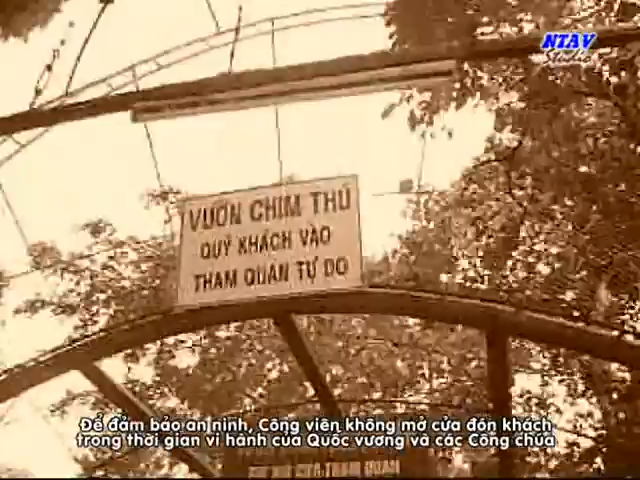 NTAV
Studio
VƯỜN CHIM THÚ
QUÝ KHÁCH VÀO
THAM QUAN TỰ DO
Để đảm bảo an ninh, Công viên không mở cửa đón khách
trong thời gian vi hành của Quốc vương và các Công chúa